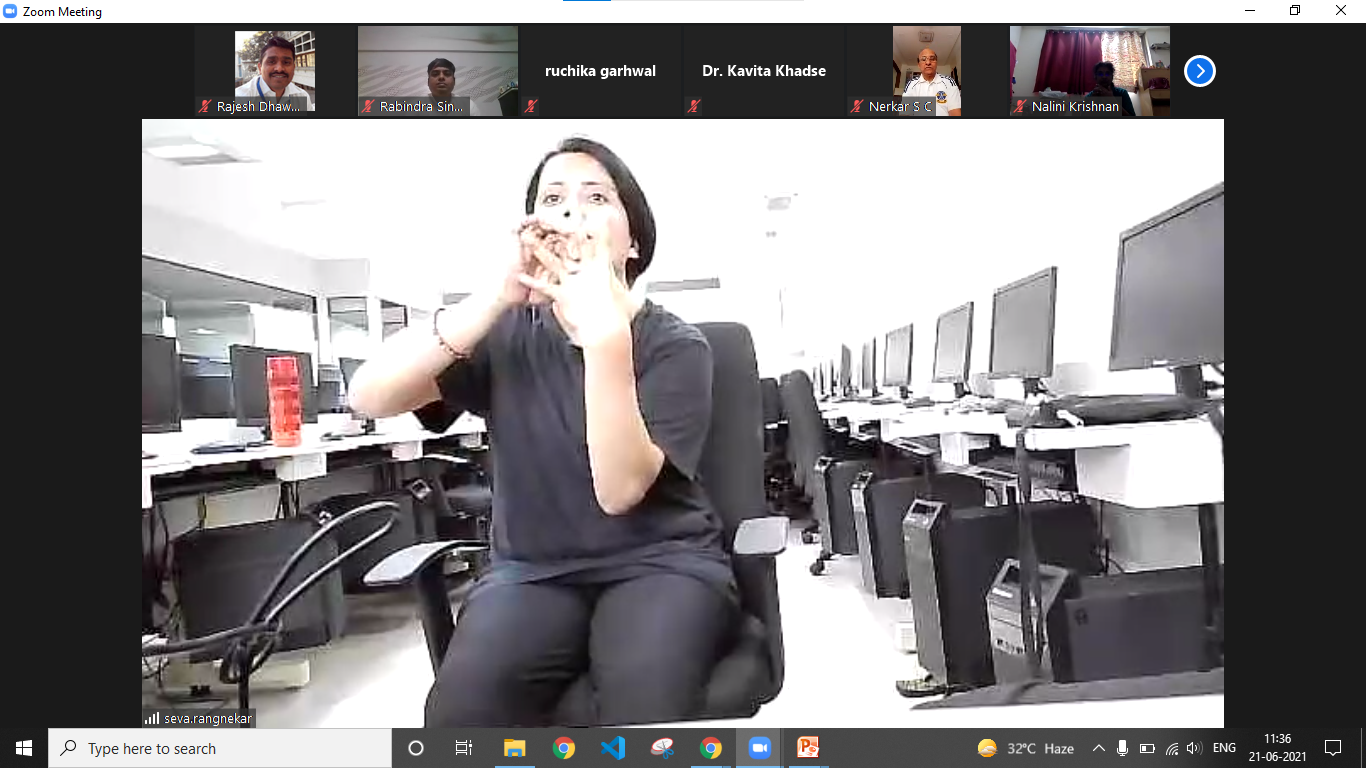 Zoom Meeting
Rajesh Dhaw...
Rabindra Sin...
ruchika garhwal
Dr. Kavita Khadse
Nerkar S C
Nalini Krishnan
seva.rangnekar
Type here to search
32°C Haze
ENG
11:36
21-06-2021